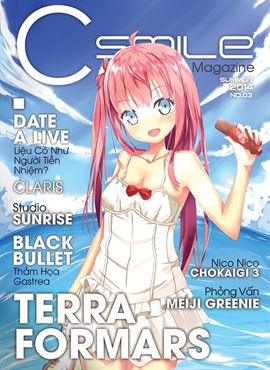 Csmile
Magazine
SUMMER
2014
NO.03
DATE
A LIVE
Liệu Có Như
Người Tiền
Nhiệm?
CLARIS
Studio
SUNRISE
BLACK
BULLET
Thảm Họa
Gastrea
Nico Nico
CHOKAIGI 3
Phỏng Vấn
MEIJI GREENIE
TERRA
FORMARS